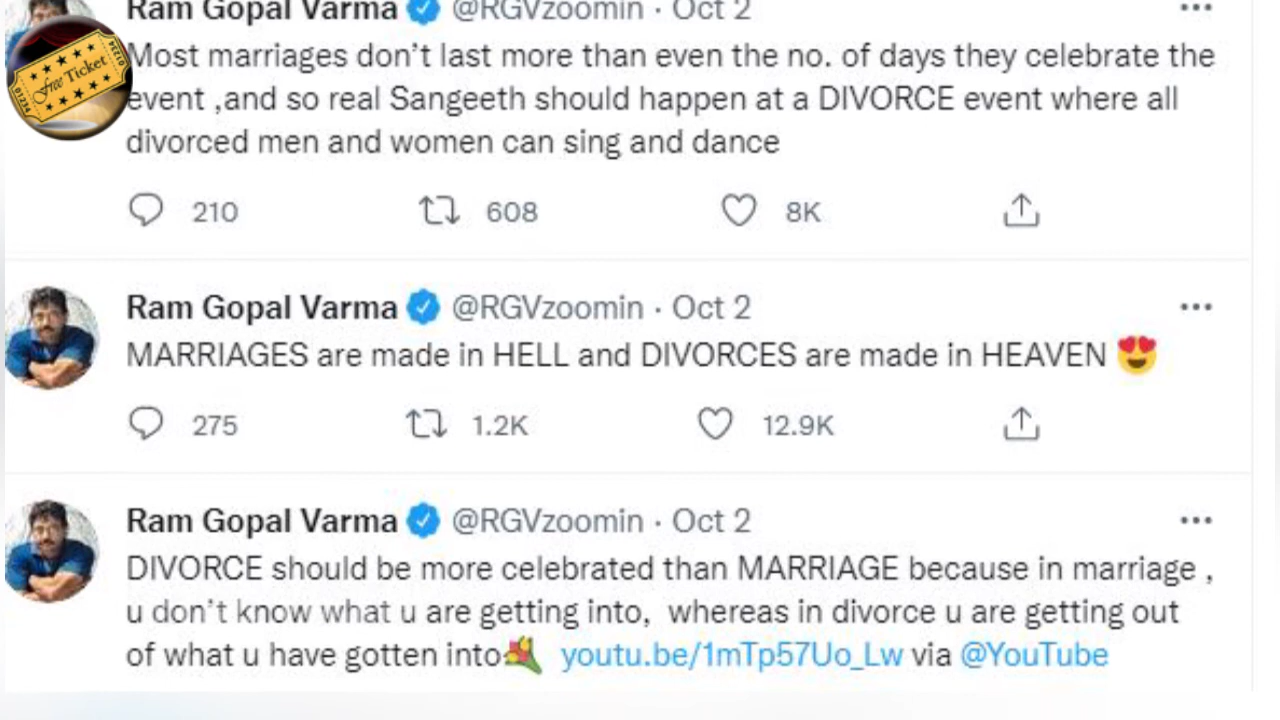 Ram Gopal Varma @RGVzoomin · Oct 2
Free Ticket
Most marriages don't last more than even the no. of days they celebrate the
event ,and so real Sangeeth should happen at a DIVORCE event where all
divorced men and women can sing and dance
210 608 8K
Ram Gopal Varma @RGVzoomin · Oct 2
MARRIAGES are made in HELL and DIVORCES are made in HEAVEN 😍
275 1.2K 12.9K
Ram Gopal Varma @RGVzoomin · Oct 2
DIVORCE should be more celebrated than MARRIAGE because in marriage ,
u don't know what u are getting into, whereas in divorce u are getting out
of what u have gotten into💐 youtu.be/1mTp57Uo_Lw via @YouTube